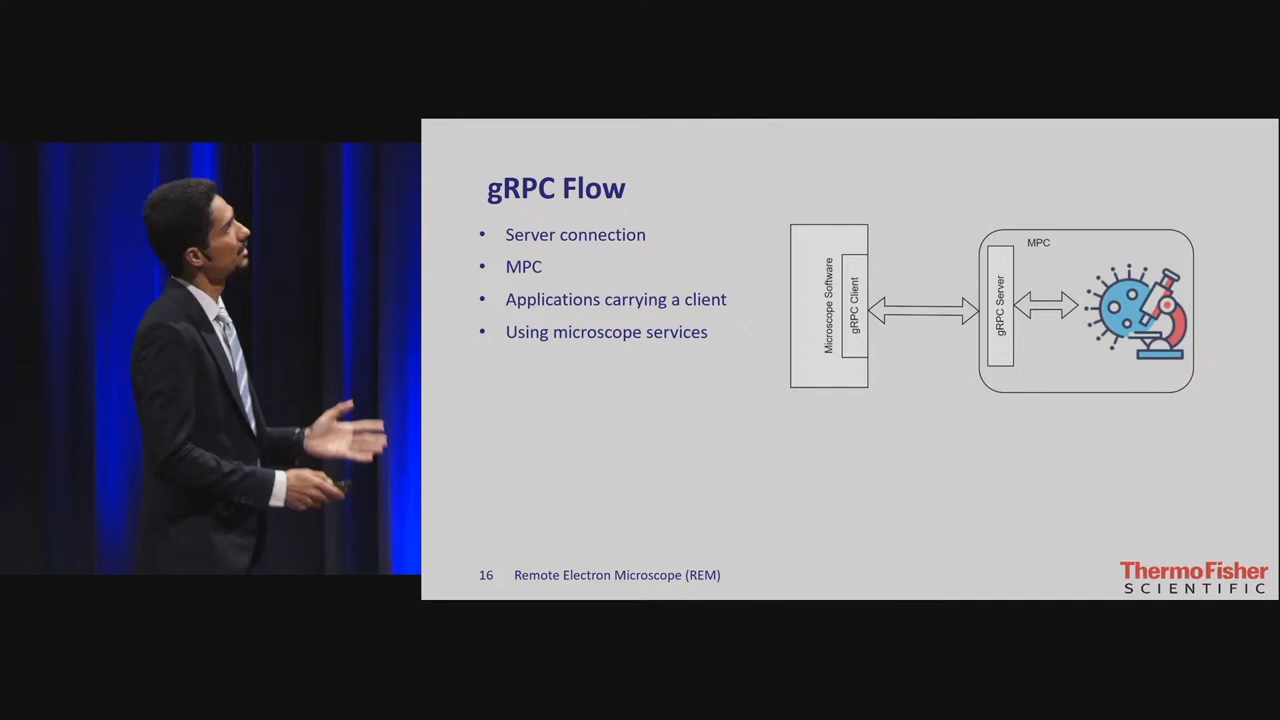 gRPC Flow
• Server connection
• MPC
• Applications carrying a client
• Using microscope services
Microscope Software
gRPC Client
MPC
gRPC Server
16 Remote Electron Microscope (REM)
ThermoFisher
SCIENTIFIC